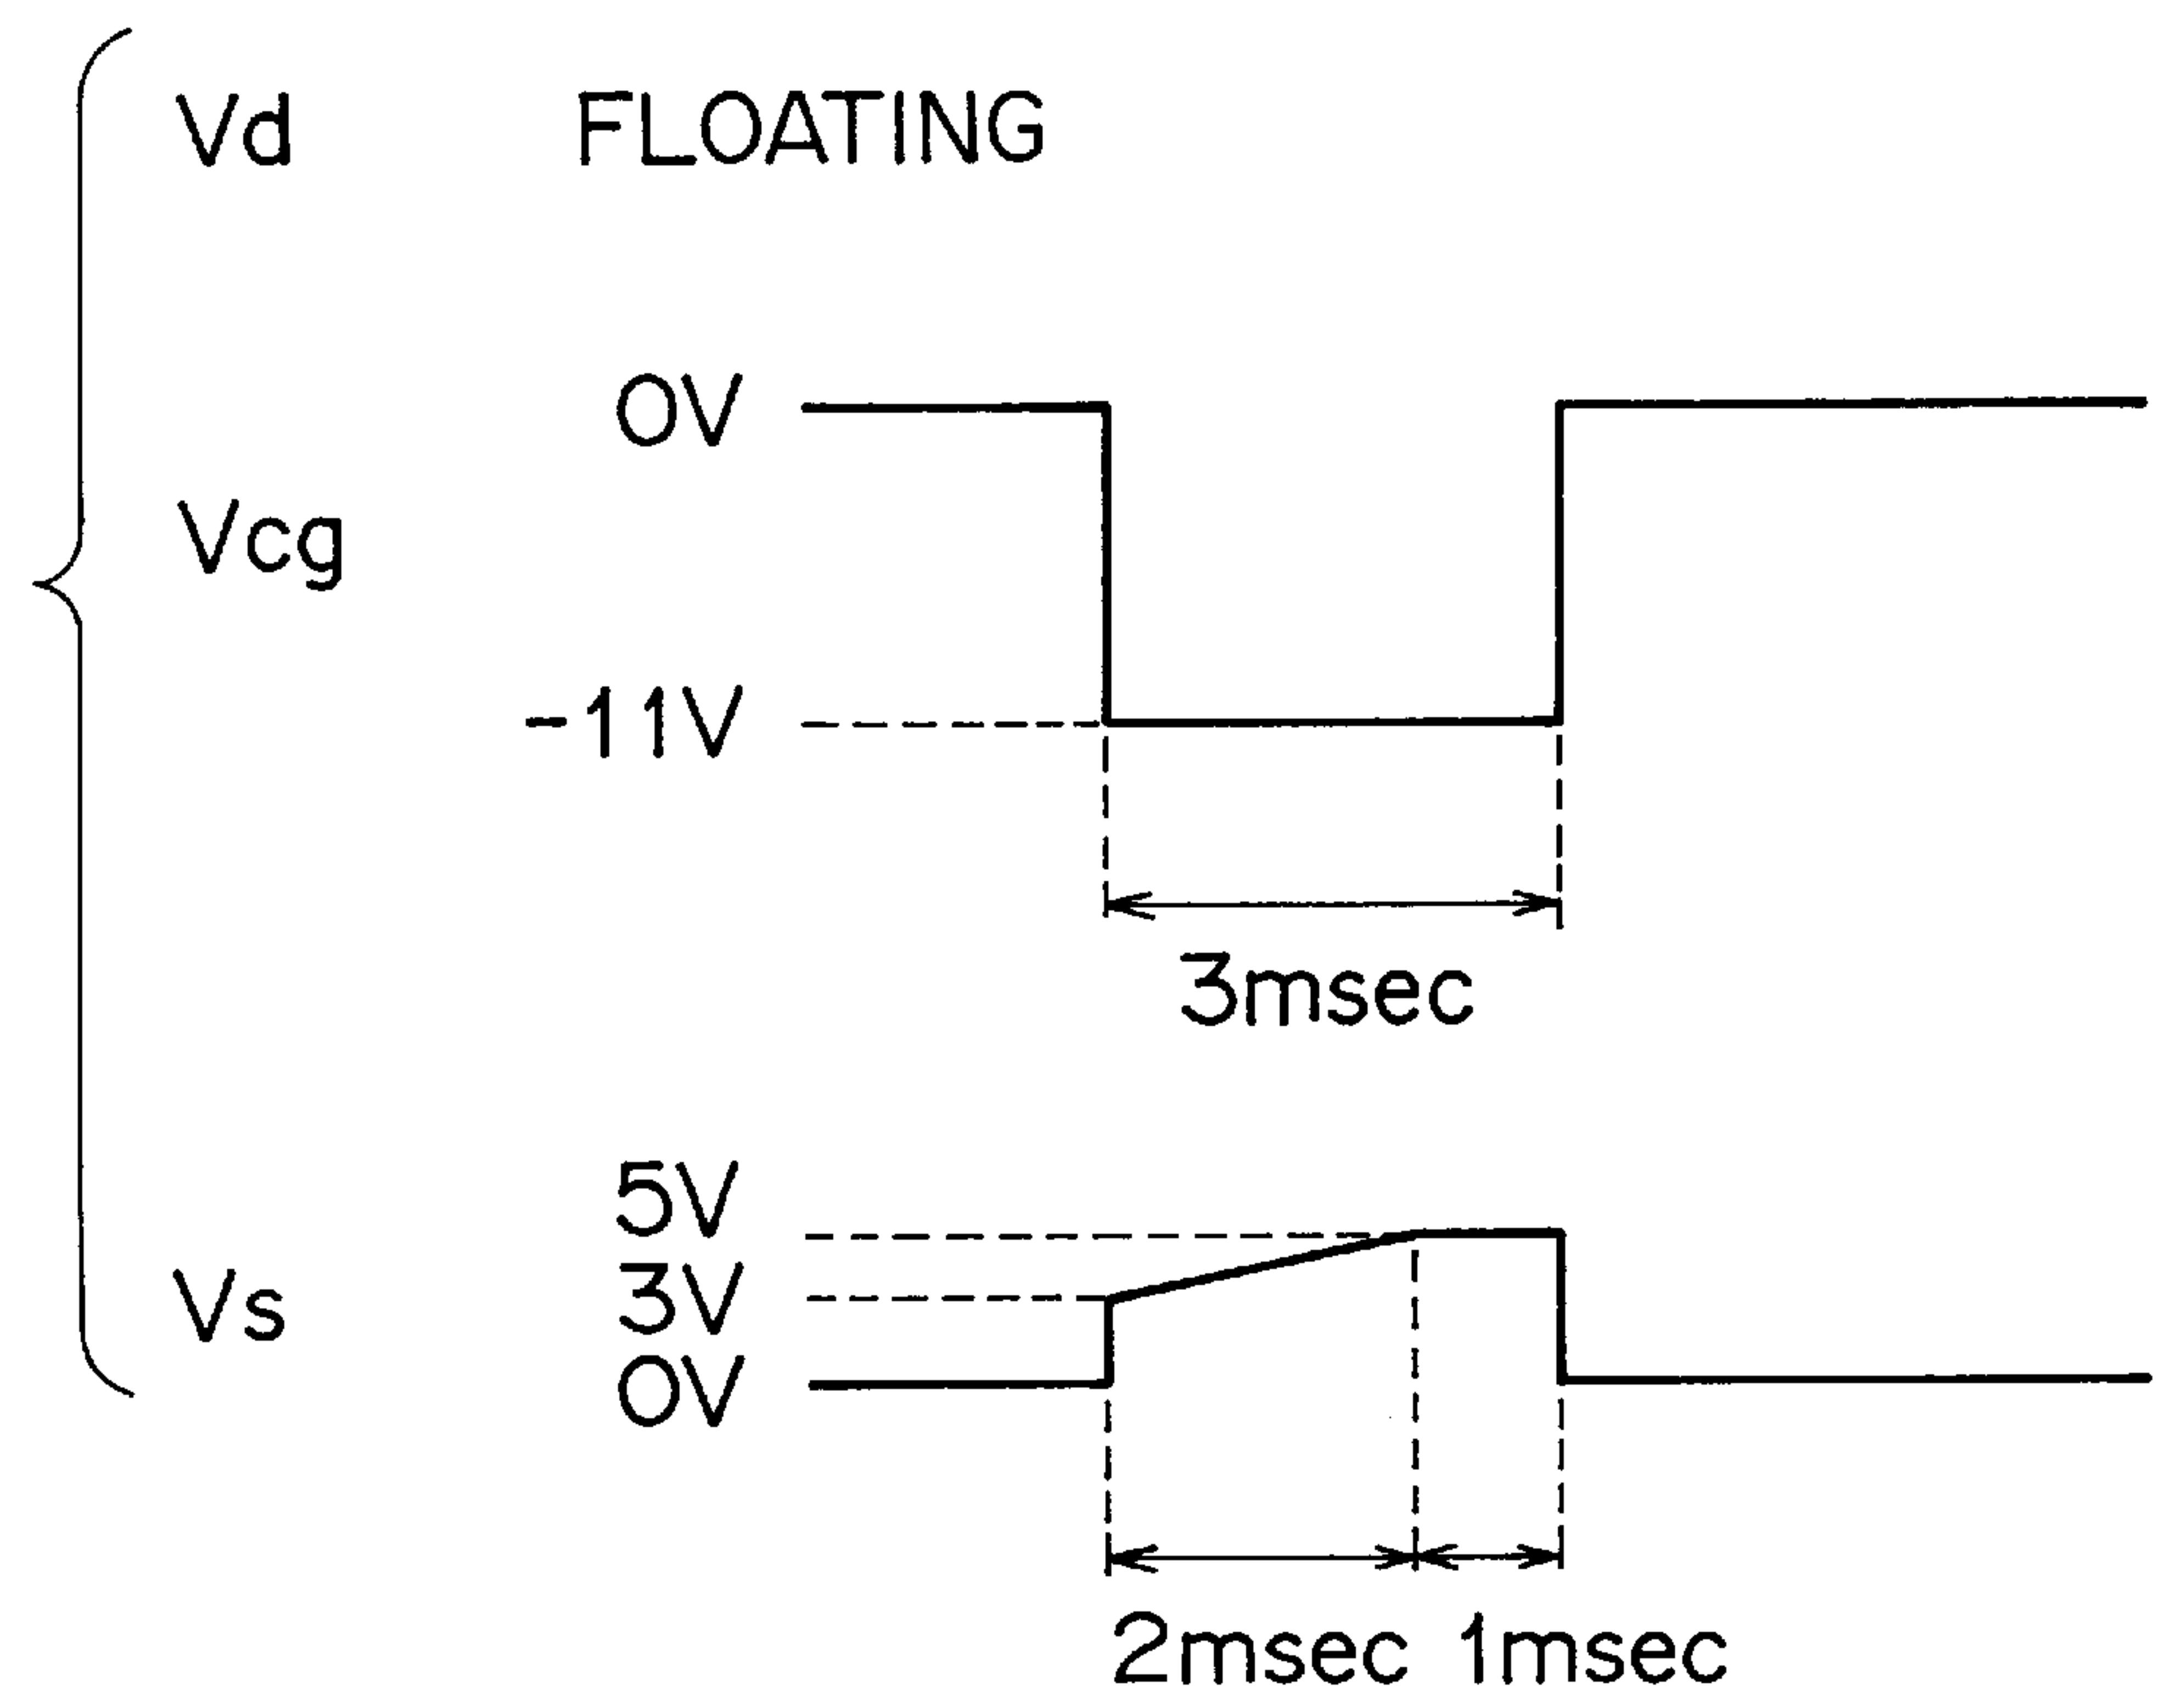 Vd FLOATING
0V
Vcg
-11V
3msec
5V
3V
Vs
0V
2msec 1msec